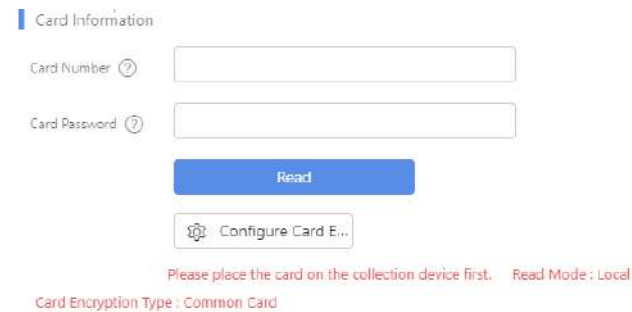 Card Information
Card Number ?
Card Password ?
Read
Configure Card E...
Please place the card on the collection device first. Read Mode : Local
Card Encryption Type : Common Card